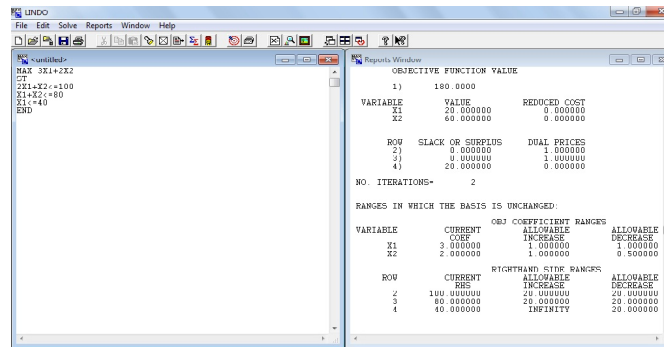 LINDO
File Edit Solve Reports Window Help
<untitled>
MAX 3X1+2X2
ST
2X1+X2<=100
X1+X2<=80
X1<=40
END
Reports Window
OBJECTIVE FUNCTION VALUE
1) 180.0000
VARIABLE VALUE REDUCED COST
X1 20.000000 0.000000
X2 60.000000 0.000000
ROW SLACK OR SURPLUS DUAL PRICES
2) 0.000000 1.000000
3) 0.000000 1.000000
4) 20.000000 0.000000
NO. ITERATIONS= 2
RANGES IN WHICH THE BASIS IS UNCHANGED:
OBJ COEFFICIENT RANGES
VARIABLE CURRENT ALLOWABLE ALLOWABLE
COEF INCREASE DECREASE
X1 3.000000 1.000000 1.000000
X2 2.000000 1.000000 0.500000
RIGHTHAND SIDE RANGES
ROW CURRENT ALLOWABLE ALLOWABLE
RHS INCREASE DECREASE
2 100.000000 20.000000 20.000000
3 80.000000 20.000000 20.000000
4 40.000000 INFINITY 20.000000